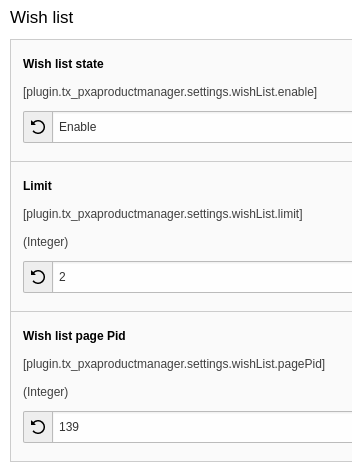 Wish list
Wish list state
[plugin.tx_pxaproductmanager.settings.wishList.enable]
Enable
Limit
[plugin.tx_pxaproductmanager.settings.wishList.limit]
(Integer)
2
Wish list page Pid
[plugin.tx_pxaproductmanager.settings.wishList.pagePid]
(Integer)
139